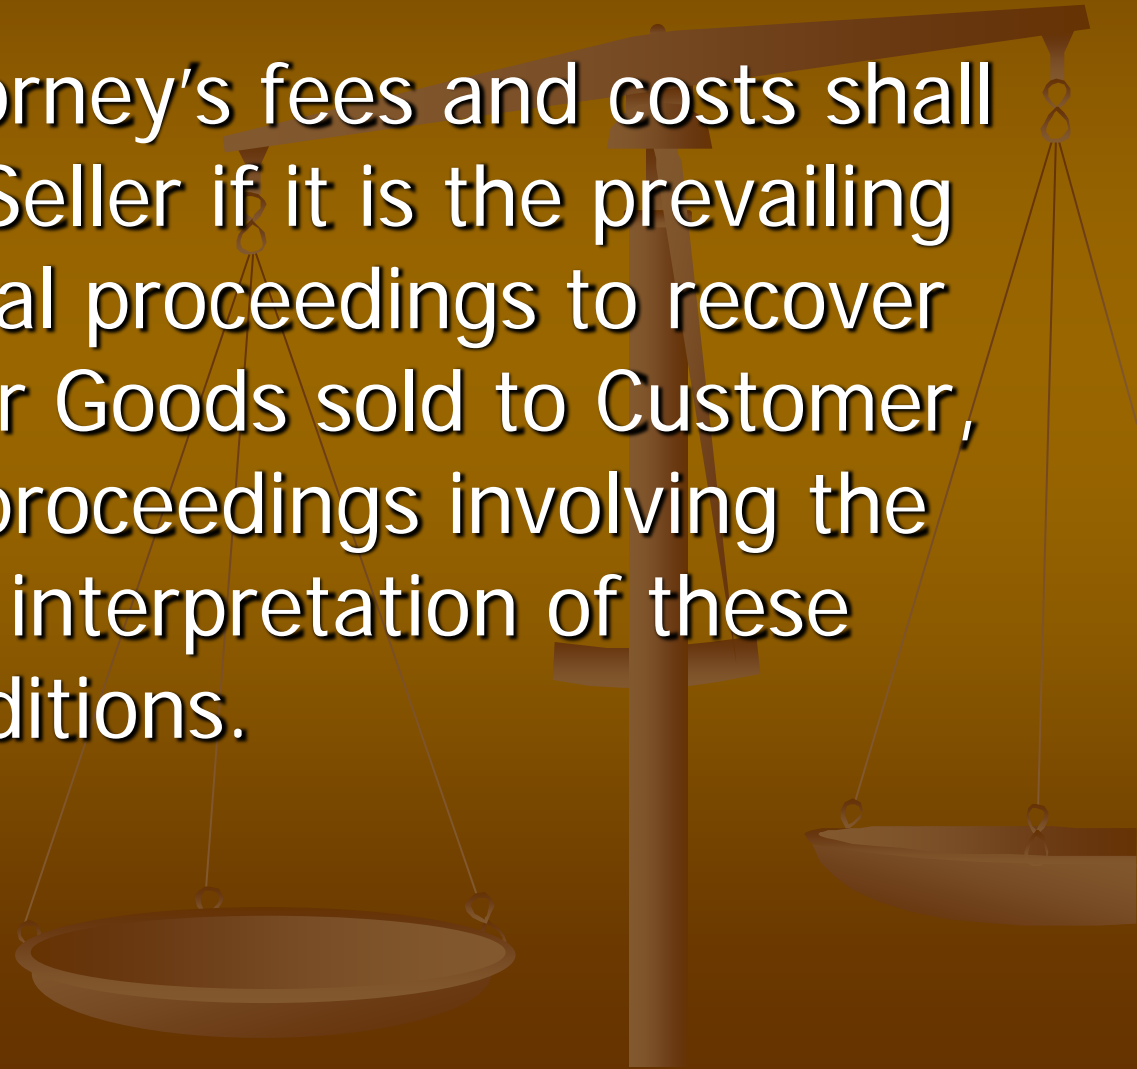 orney's fees and costs shall
Seller if it is the prevailing
al proceedings to recover
r Goods sold to Customer,
proceedings involving the
interpretation of these
ditions.